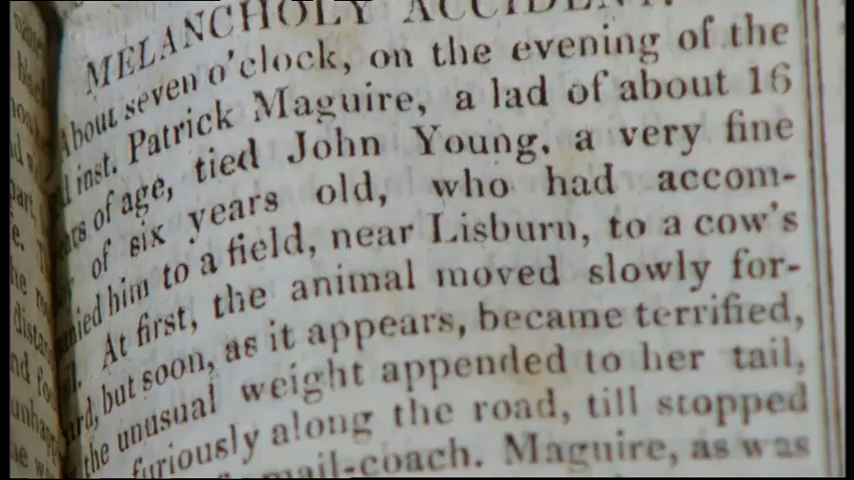 MELANCHOLY ACCIDENT.
About seven o'clock, on the evening of the
inst. Patrick Maguire, a lad of about 16
of age, tied John Young, a very fine
of six years old, who had accom-
him to a field, near Lisburn, to a cow's
At first, the animal moved slowly for-
but soon, as it appears, became terrified,
the unusual weight appended to her tail,
furiously along the road, till stopped
mail-coach. Maguire, as was